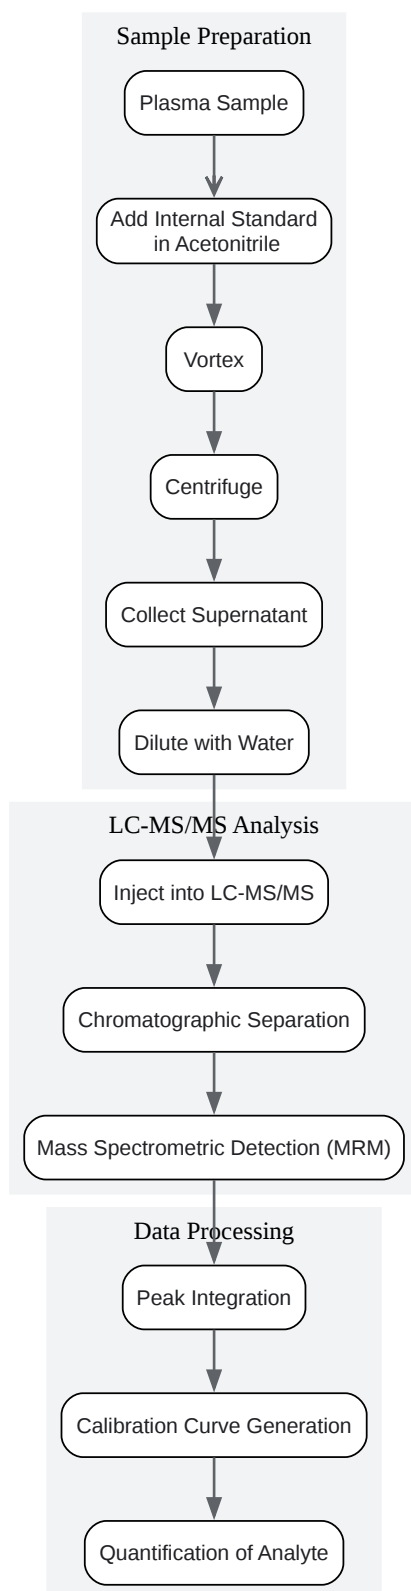 Sample Preparation
Plasma Sample
Add Internal Standard
in Acetonitrile
Vortex
Centrifuge
Collect Supernatant
Dilute with Water
LC-MS/MS Analysis
Inject into LC-MS/MS
Chromatographic Separation
Mass Spectrometric Detection (MRM)
Data Processing
Peak Integration
Calibration Curve Generation
Quantification of Analyte